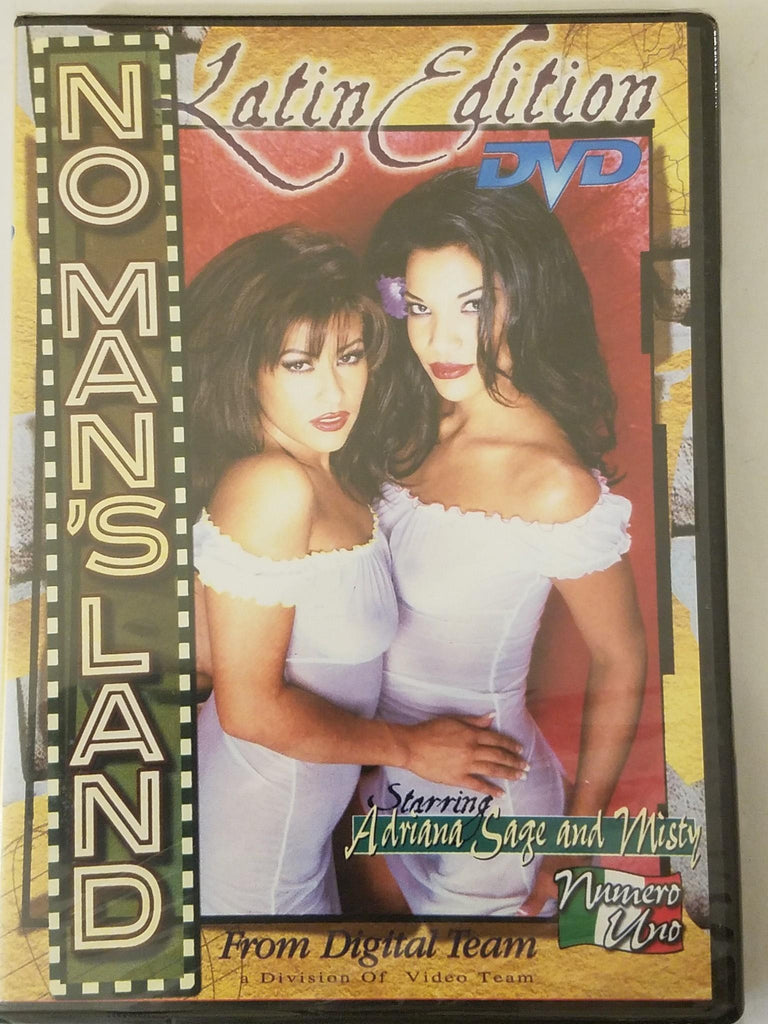 NO MAN'S LAND
Latin Edition
DVD
Starring
Adriana Sage and Misty
Numero
Uno
From Digital Team
a Division Of Video Team